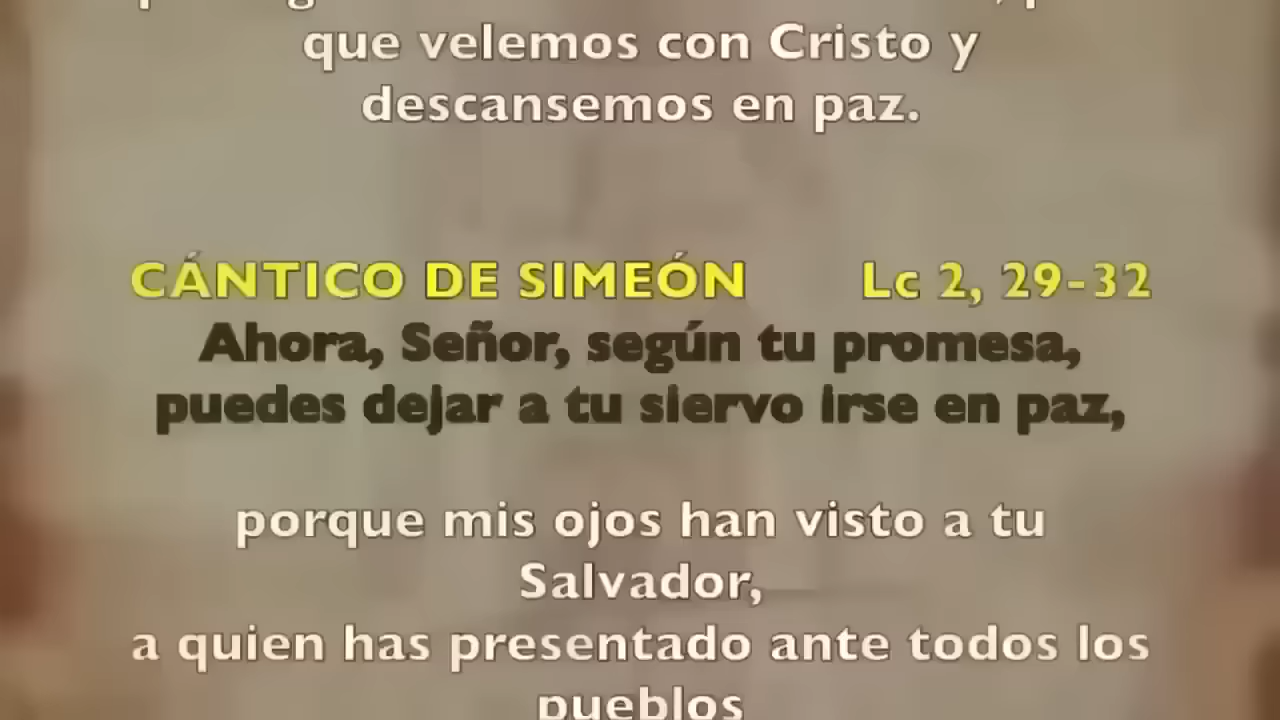 que velemos con Cristo y
descansemos en paz.
CÁNTICO DE SIMEÓN Lc 2, 29-32
Ahora, Señor, según tu promesa,
puedes dejar a tu siervo irse en paz,
porque mis ojos han visto a tu
Salvador,
a quien has presentado ante todos los
pueblos